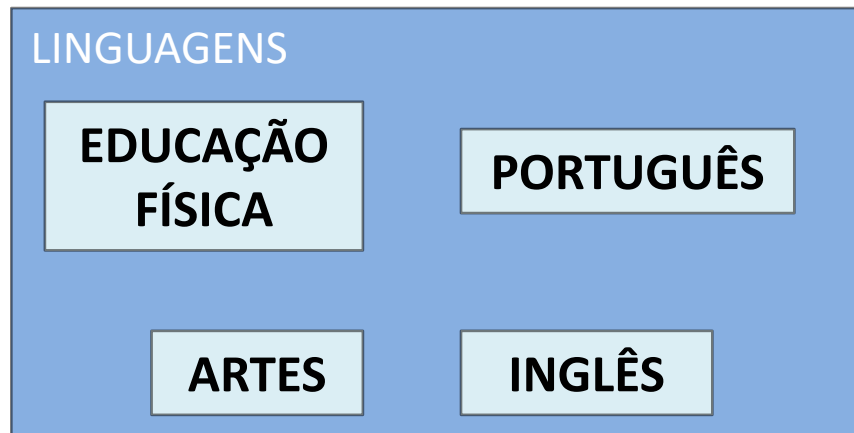 LINGUAGENS
EDUCAÇÃO
FÍSICA
PORTUGUÊS
ARTES
INGLÊS